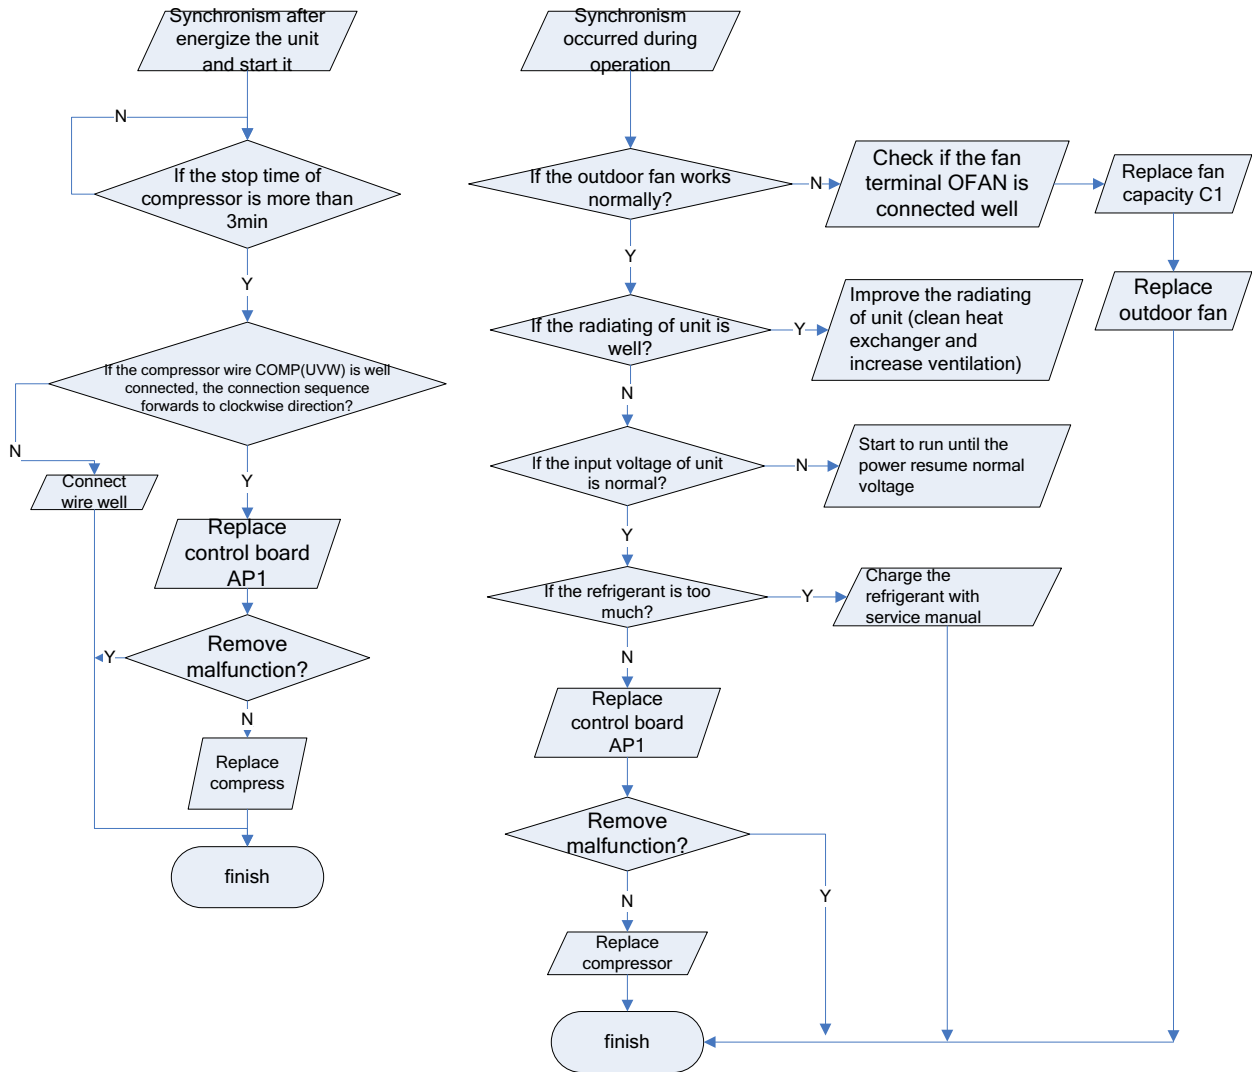 Synchronism after
energize the unit
and start it
N
If the stop time of
compressor is more than
3min
Y
If the compressor wire COMP(UVW) is well
connected, the connection sequence
forwards to clockwise direction?
N
Connect
wire well
Y
Replace
control board
AP1
Remove
malfunction?
Y
N
Replace
compress
finish
Synchronism
occurred during
operation
If the outdoor fan works
normally?
N
Check if the fan
terminal OFAN is
connected well
Replace fan
capacity C1
Replace
outdoor fan
Y
If the radiating of unit is
well?
Y
Improve the radiating
of unit (clean heat
exchanger and
increase ventilation)
N
If the input voltage of unit
is normal?
N
Start to run until the
power resume normal
voltage
Y
If the refrigerant is too
much?
Y
Charge the
refrigerant with
service manual
N
Replace
control board
AP1
Remove
malfunction?
Y
N
Replace
compressor
finish